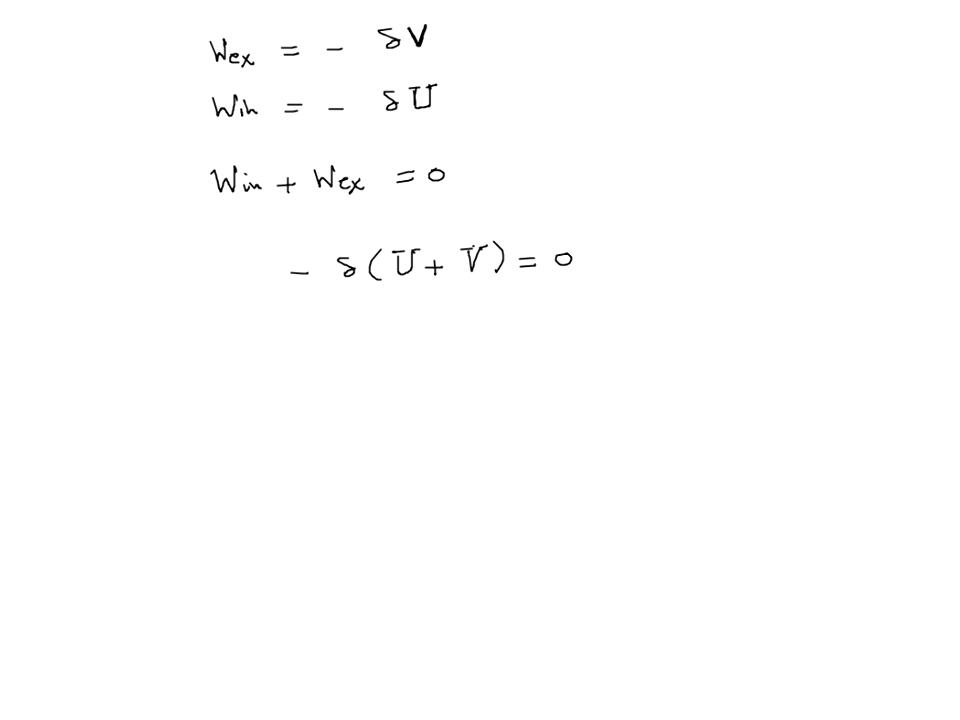 Wex = - δV
Win = - δU
Win + Wex = 0
- δ(U + V) = 0